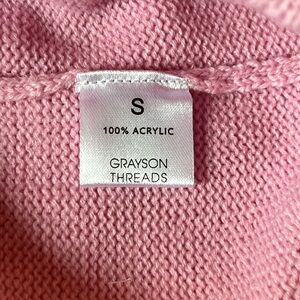 S
100% ACRYLIC
GRAYSON
THREADS